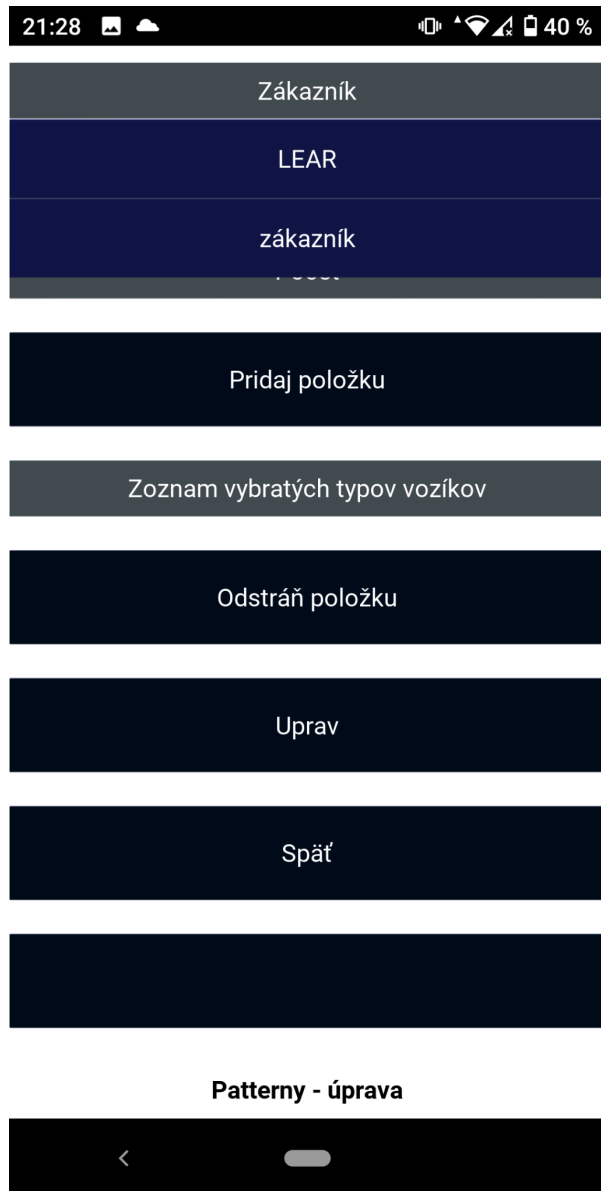 21:28
40 %
Zákazník
LEAR
zákazník
Pridaj položku
Zoznam vybratých typov vozíkov
Odstráň položku
Uprav
Späť
Patterny - úprava